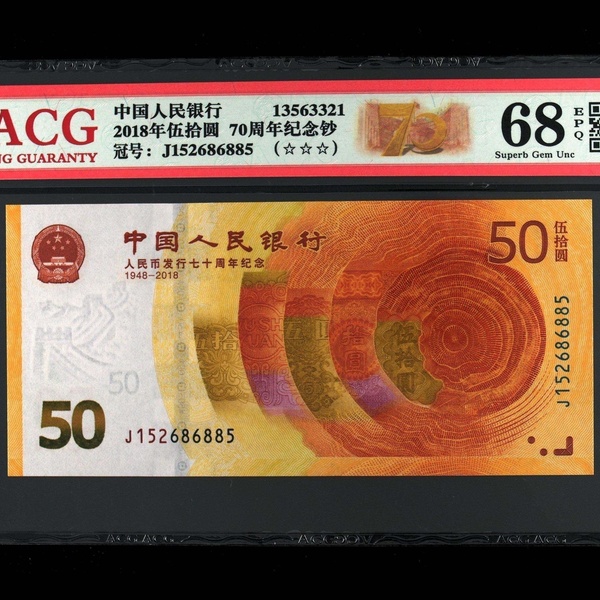 ACG
NG GUARANTY
中国人民银行 13563321
2018年伍拾圆 70周年纪念钞
冠号：J152686885 (☆☆☆)
70
68
EPQ
Superb Gem Unc
中国人民银行
人民币发行七十周年纪念
1948-2018
50
伍拾圆
50
伍拾圆
50
J152686885
J152686885
ACG ACG